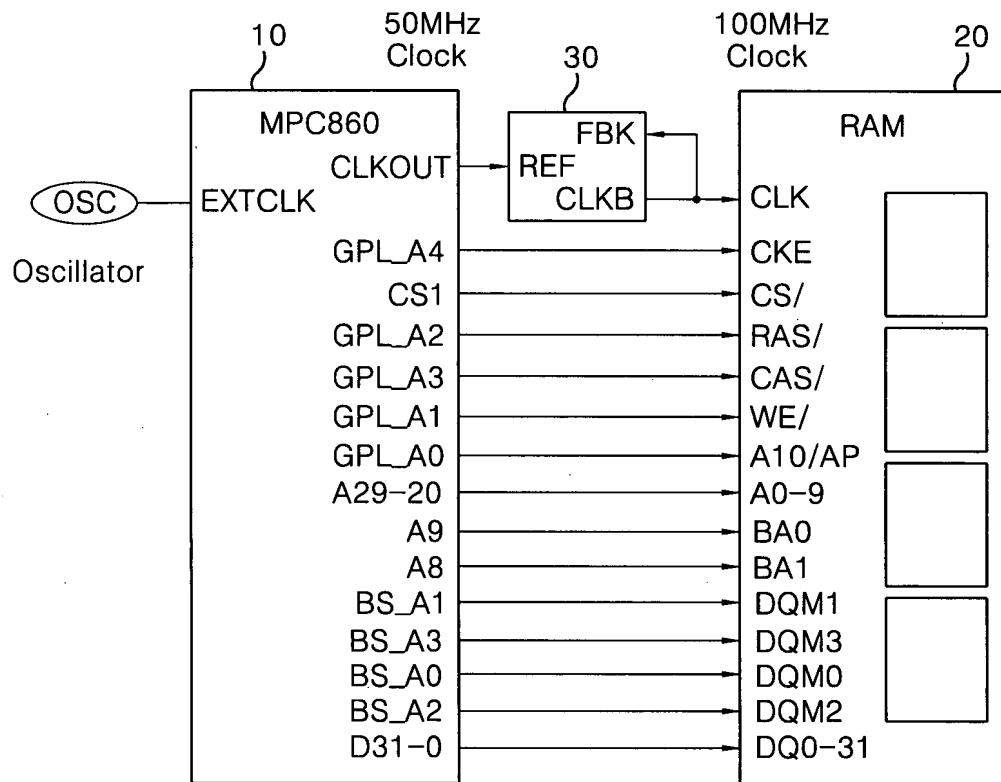 10
50MHz
Clock
30
100MHz
Clock
20
MPC860
FBK
RAM
CLKOUT
REF
OSC
EXTCLK
CLKB
CLK
Oscillator
GPL_A4
CKE
CS1
CS/
GPL_A2
RAS/
GPL_A3
CAS/
GPL_A1
WE/
GPL_A0
A10/AP
A29-20
A0-9
A9
BA0
A8
BA1
BS_A1
DQM1
BS_A3
DQM3
BS_A0
DQM0
BS_A2
DQM2
D31-0
DQ0-31